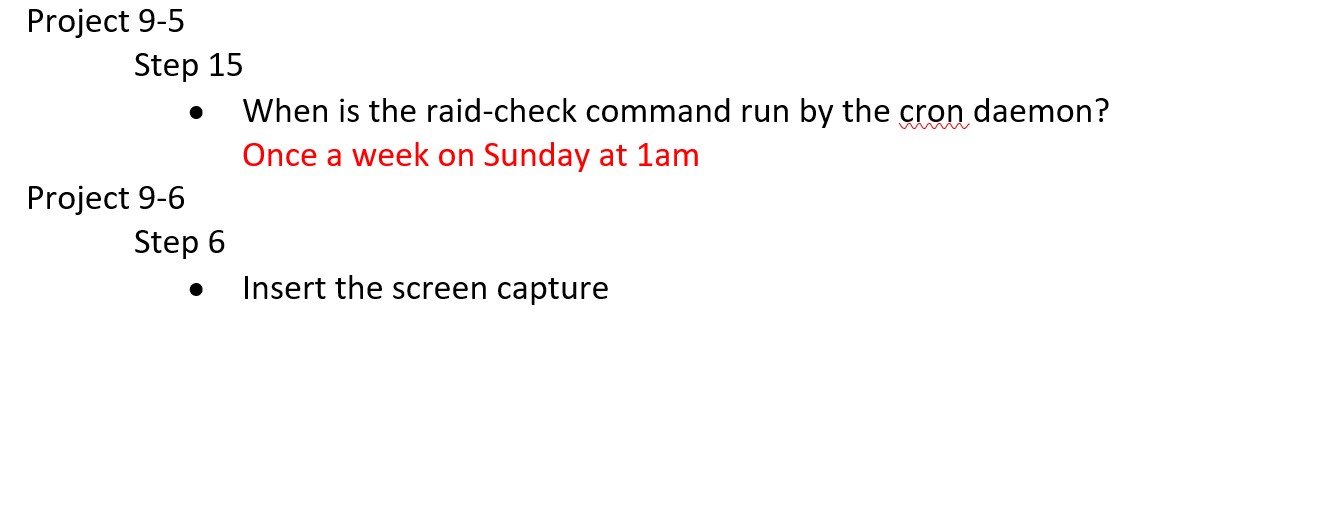 Project 9-5
Step 15
• When is the raid-check command run by the cron daemon?
Once a week on Sunday at 1am
Project 9-6
Step 6
• Insert the screen capture